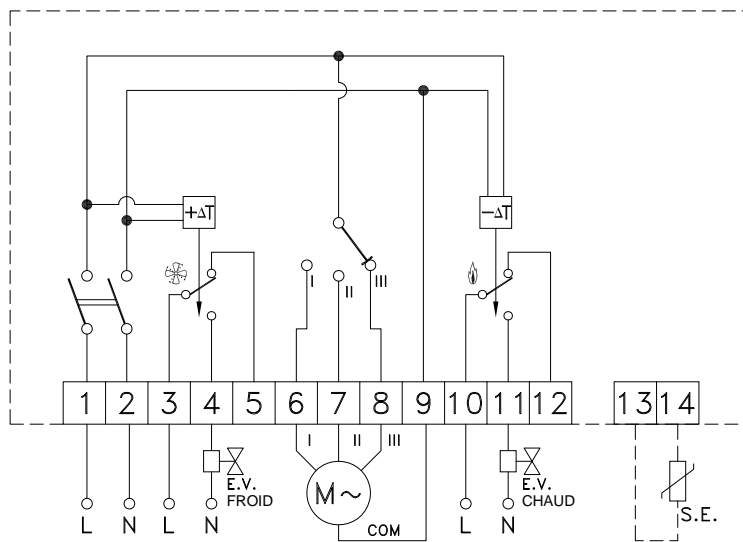 +ΔT
-ΔT
I
II
III
1 2 3 4 5 6 7 8 9 10 11 12 13 14
I
II
III
E.V.
FROID
M~
E.V.
CHAUD
S.E.
L N L N
COM
L N